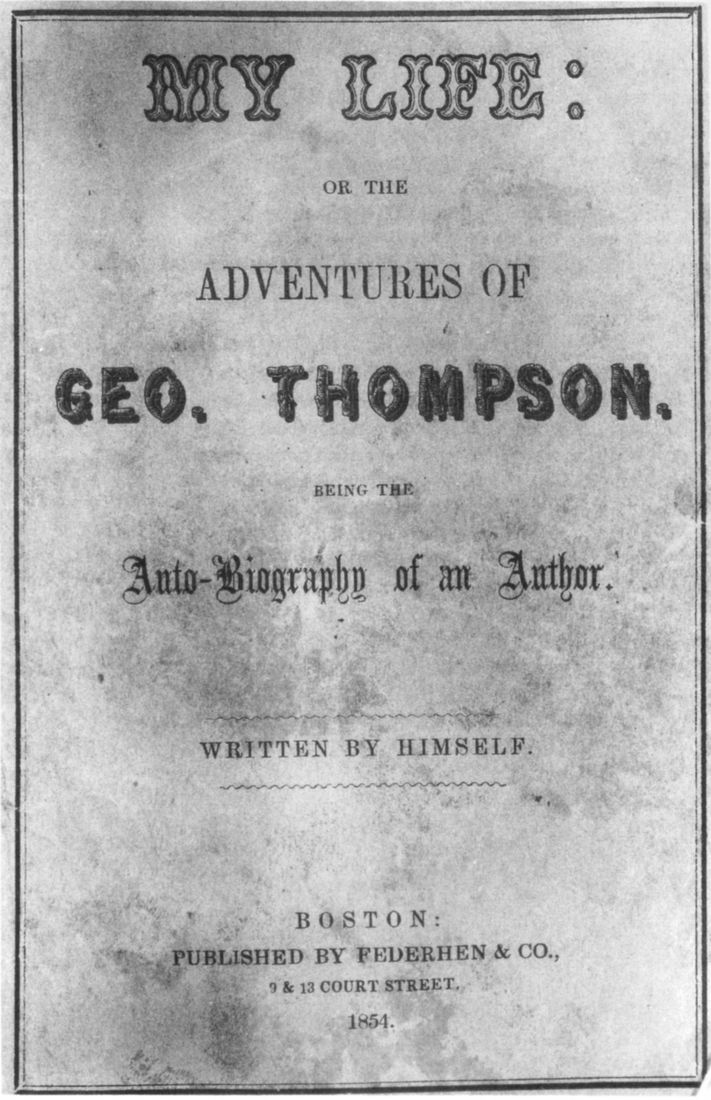 MY LIFE:
OR THE
ADVENTURES OF
GEO. THOMPSON.
BEING THE
Auto-Biography of an Author.
WRITTEN BY HIMSELF.
BOSTON:
PUBLISHED BY FEDERHEN & CO.,
9 & 13 COURT STREET.
1854.